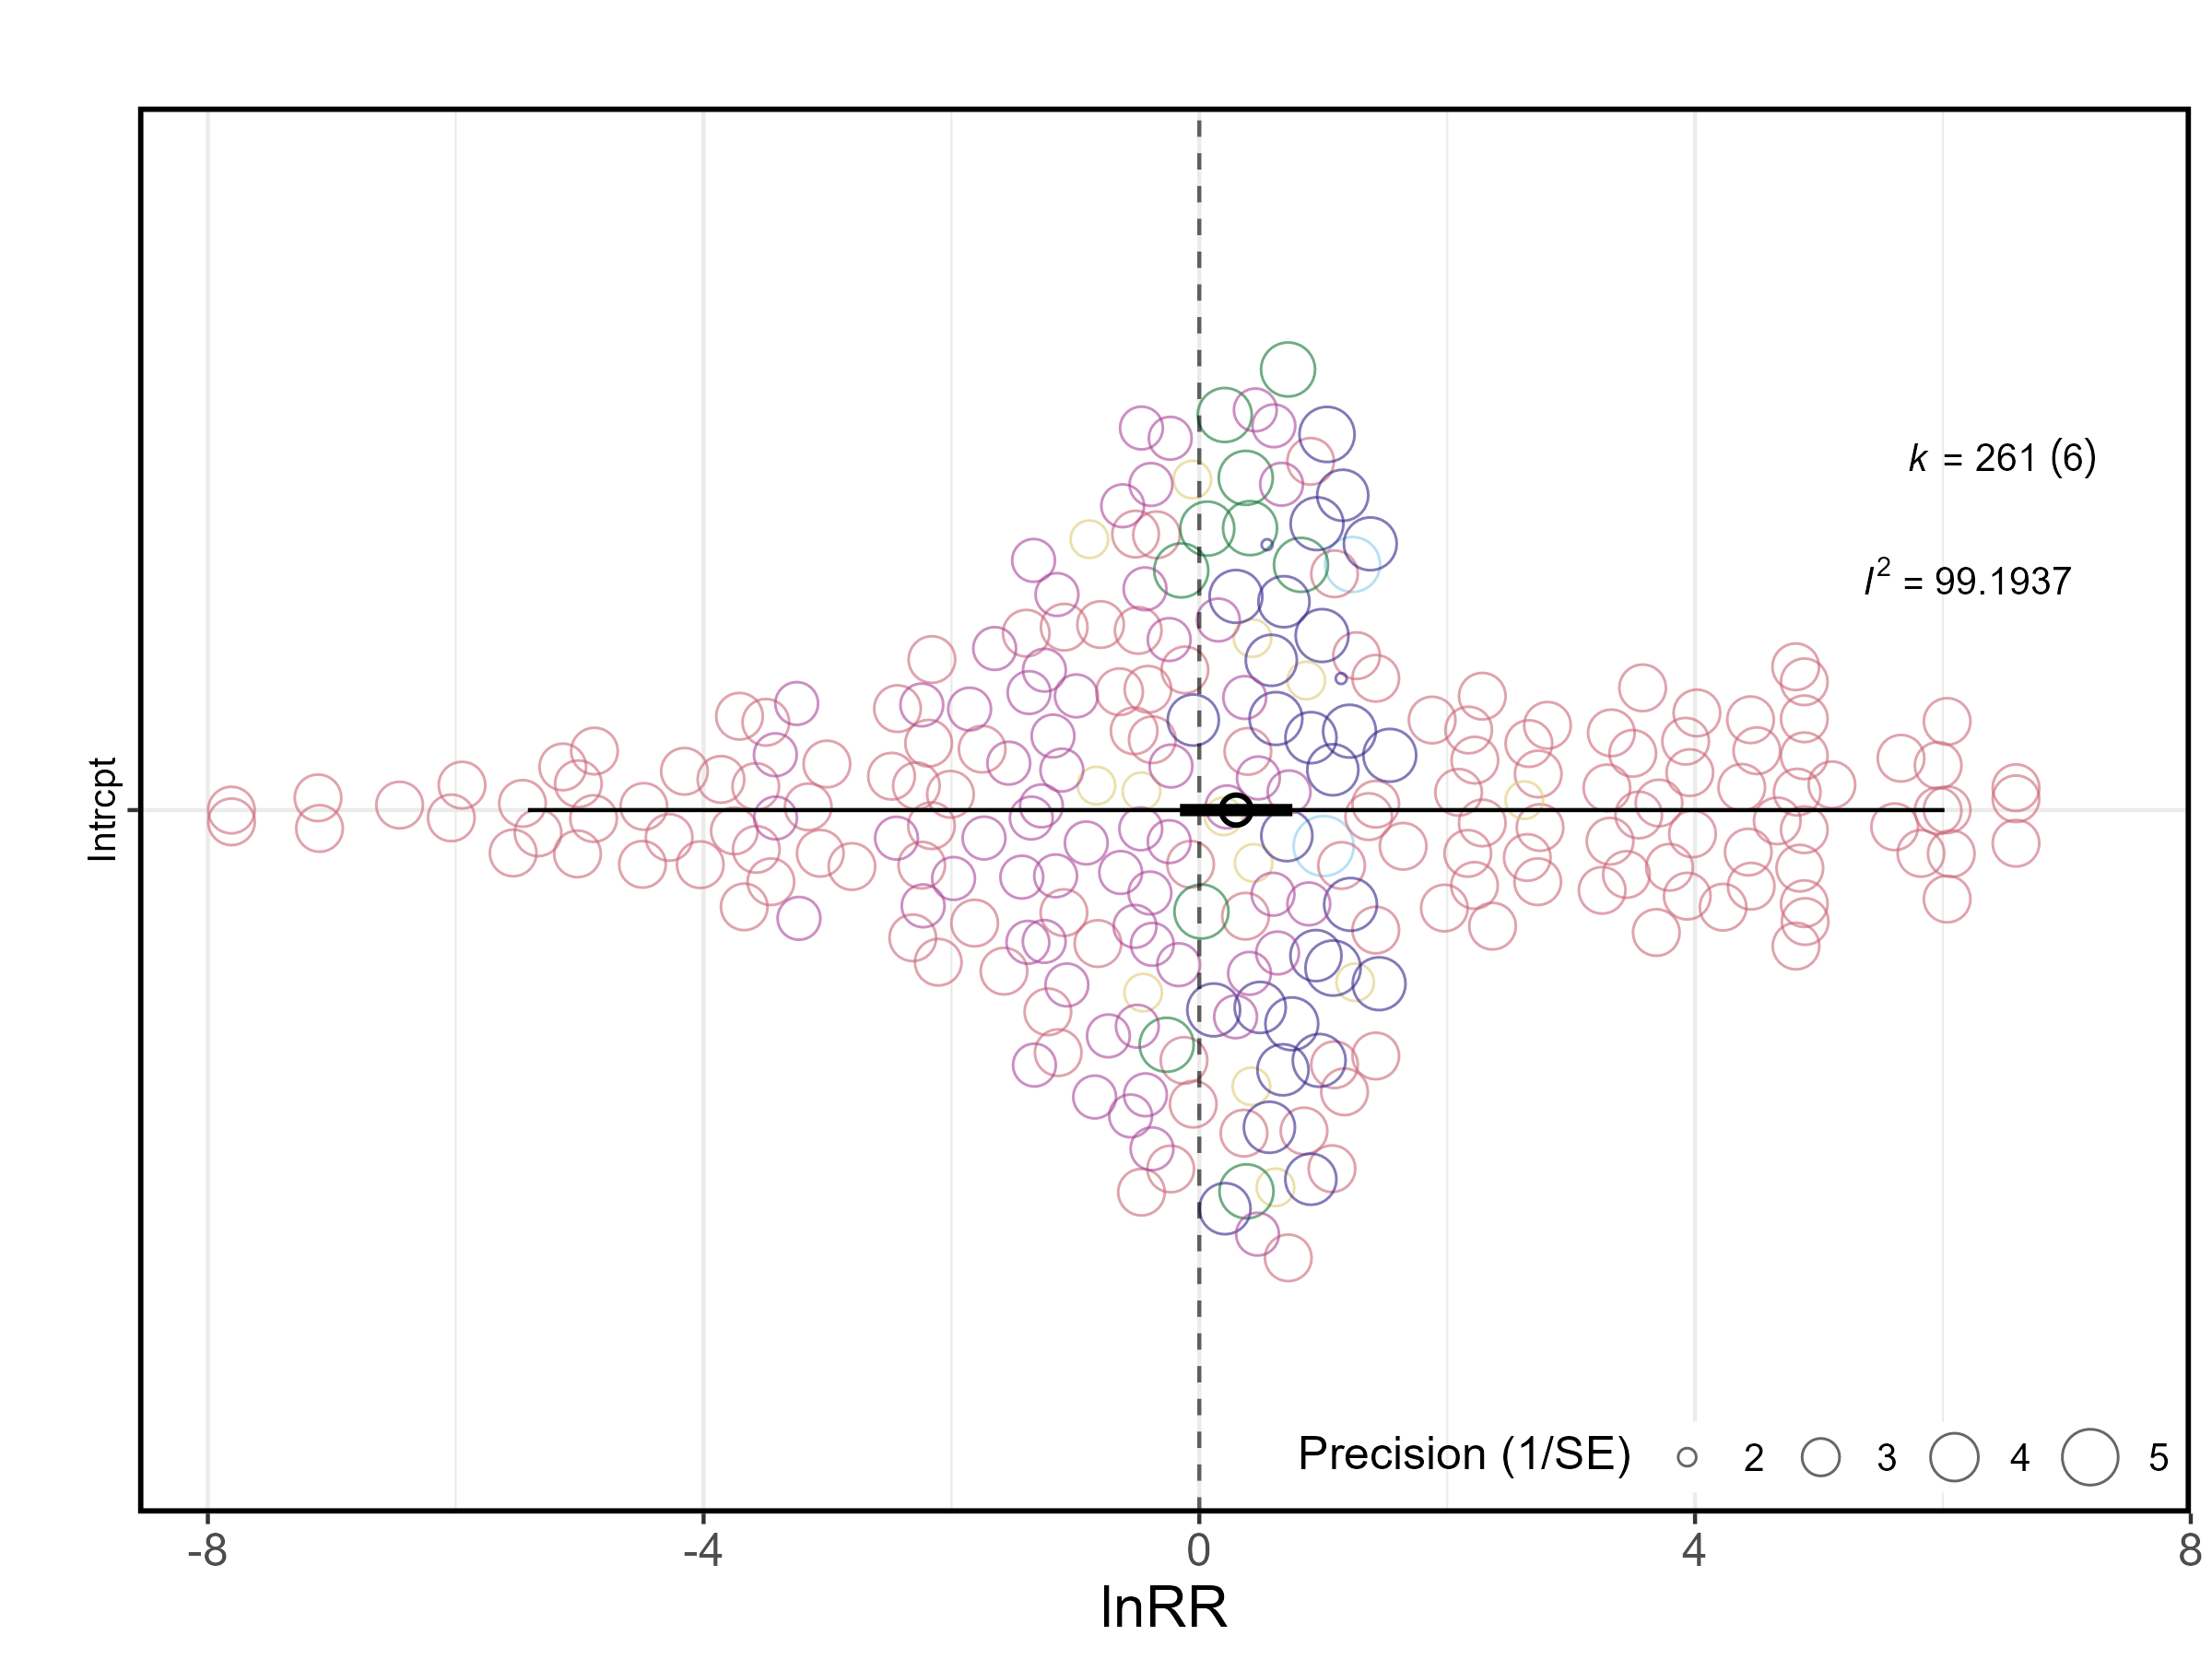 k = 261 (6)
I² = 99.1937
Intrcpt
Precision (1/SE) 2 3 4 5
-8 -4 0 4 8
lnRR